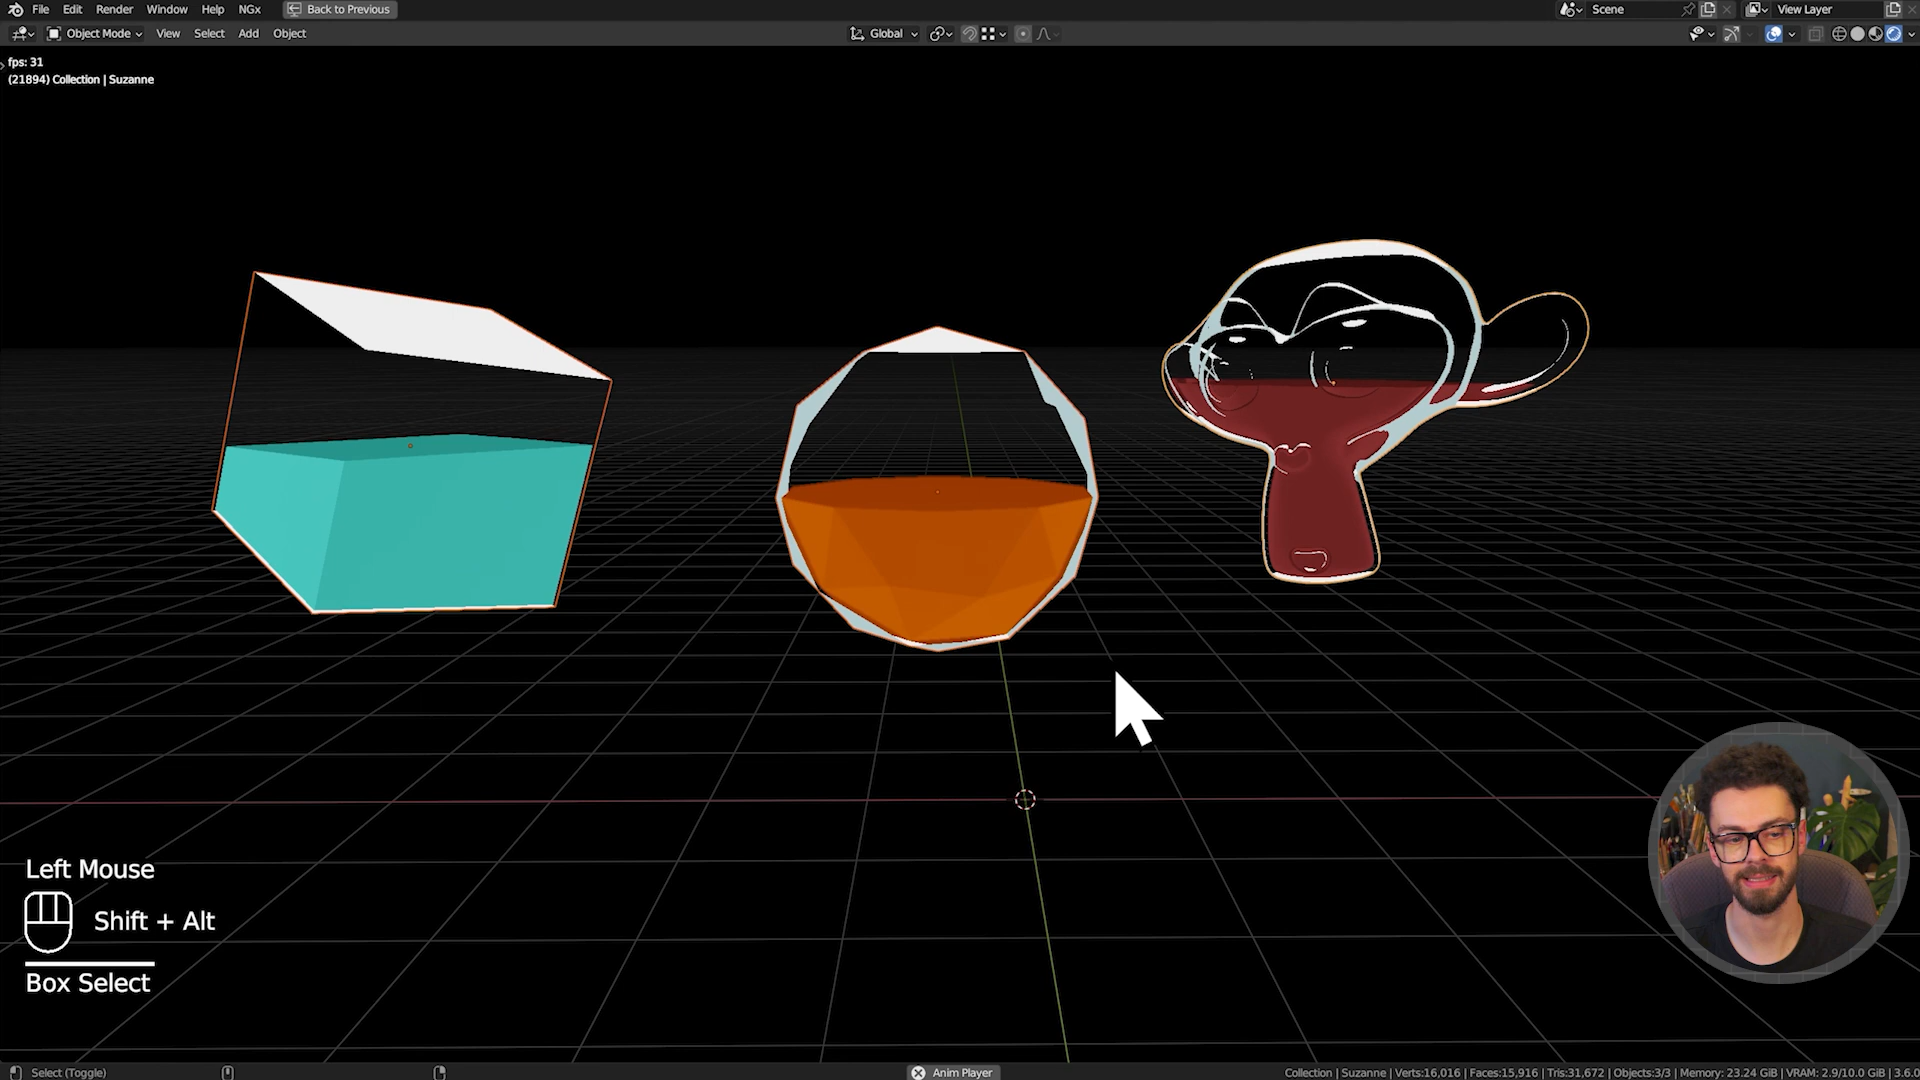 File Edit Render Window Help NGx Back to Previous Scene View Layer
Object Mode View Select Add Object Global
fps: 31
(21894) Collection | Suzanne
Left Mouse
Shift + Alt
Box Select
Select (Toggle) Anim Player Collection | Suzanne | Verts:16,016 | Faces:15,916 | Tris:31,672 | Objects:3/3 | Memory: 23.24 GiB | VRAM: 2.9/10.0 GiB | 3.6.0